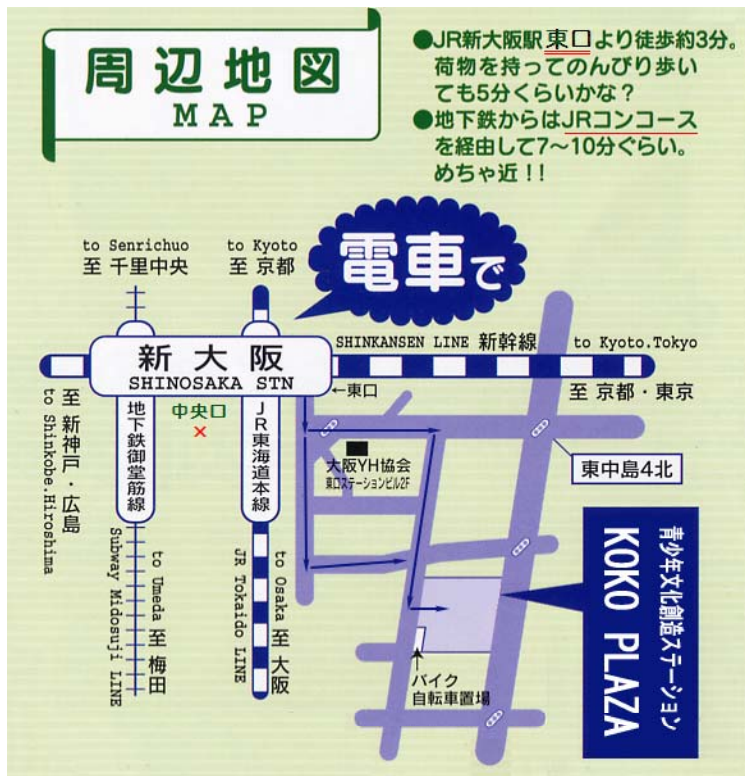 周辺地図
MAP
●JR新大阪駅 東口 より徒歩約3分。
荷物を持ってのんびり歩い
ても5分くらいかな？
●地下鉄からはJRコンコース
を経由して7～10分ぐらい。
めちゃ近！！
to Senrichuo
至 千里中央
to Kyoto
至 京都
電車で
新大阪
SHINOSAKA STN
SHINKANSEN LINE 新幹線
to Kyoto.Tokyo
至 京都・東京
←東口
至 新神戸・広島
to Shinkobe.Hiroshima
地下鉄御堂筋線
中央口
×
JR東海道本線
大阪YH協会
東口ステーションビル2F
東中島4北
Subway Midosuji LINE
to Umeda 至 梅田
JR Tokaido LINE
to Osaka 至 大阪
バイク
自転車置場
青少年文化創造ステーション
KOKO PLAZA